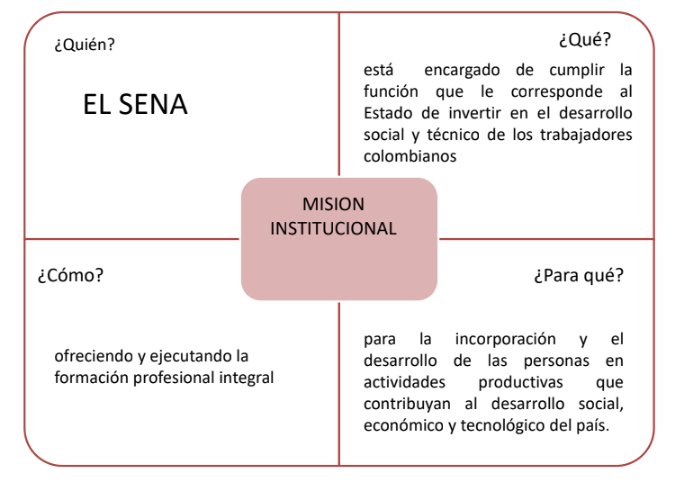 ¿Quién?
EL SENA
¿Qué?
está encargado de cumplir la
función que le corresponde al
Estado de invertir en el desarrollo
social y técnico de los trabajadores
colombianos
MISION
INSTITUCIONAL
¿Cómo?
ofreciendo y ejecutando la
formación profesional integral
¿Para qué?
para la incorporación y el
desarrollo de las personas en
actividades productivas que
contribuyan al desarrollo social,
económico y tecnológico del país.